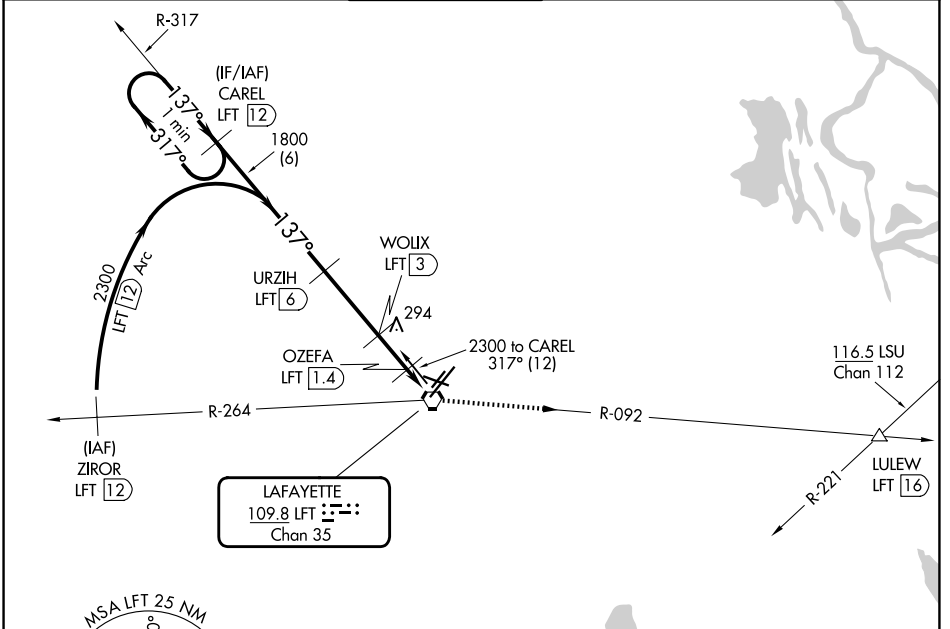 R-317
(IF/IAF)
CAREL
LFT 12
137°
1 min
317°
1800
(6)
137°
2300
LFT 12 Arc
WOLIX
LFT 3
URZIH
LFT 6
294
OZEFA
LFT 1.4
2300 to CAREL
317° (12)
116.5 LSU
Chan 112
R-264
R-092
(IAF)
ZIROR
LFT 12
LULEW
LFT 16
R-221
LAFAYETTE
109.8 LFT
Chan 35
MSA LFT 25 NM